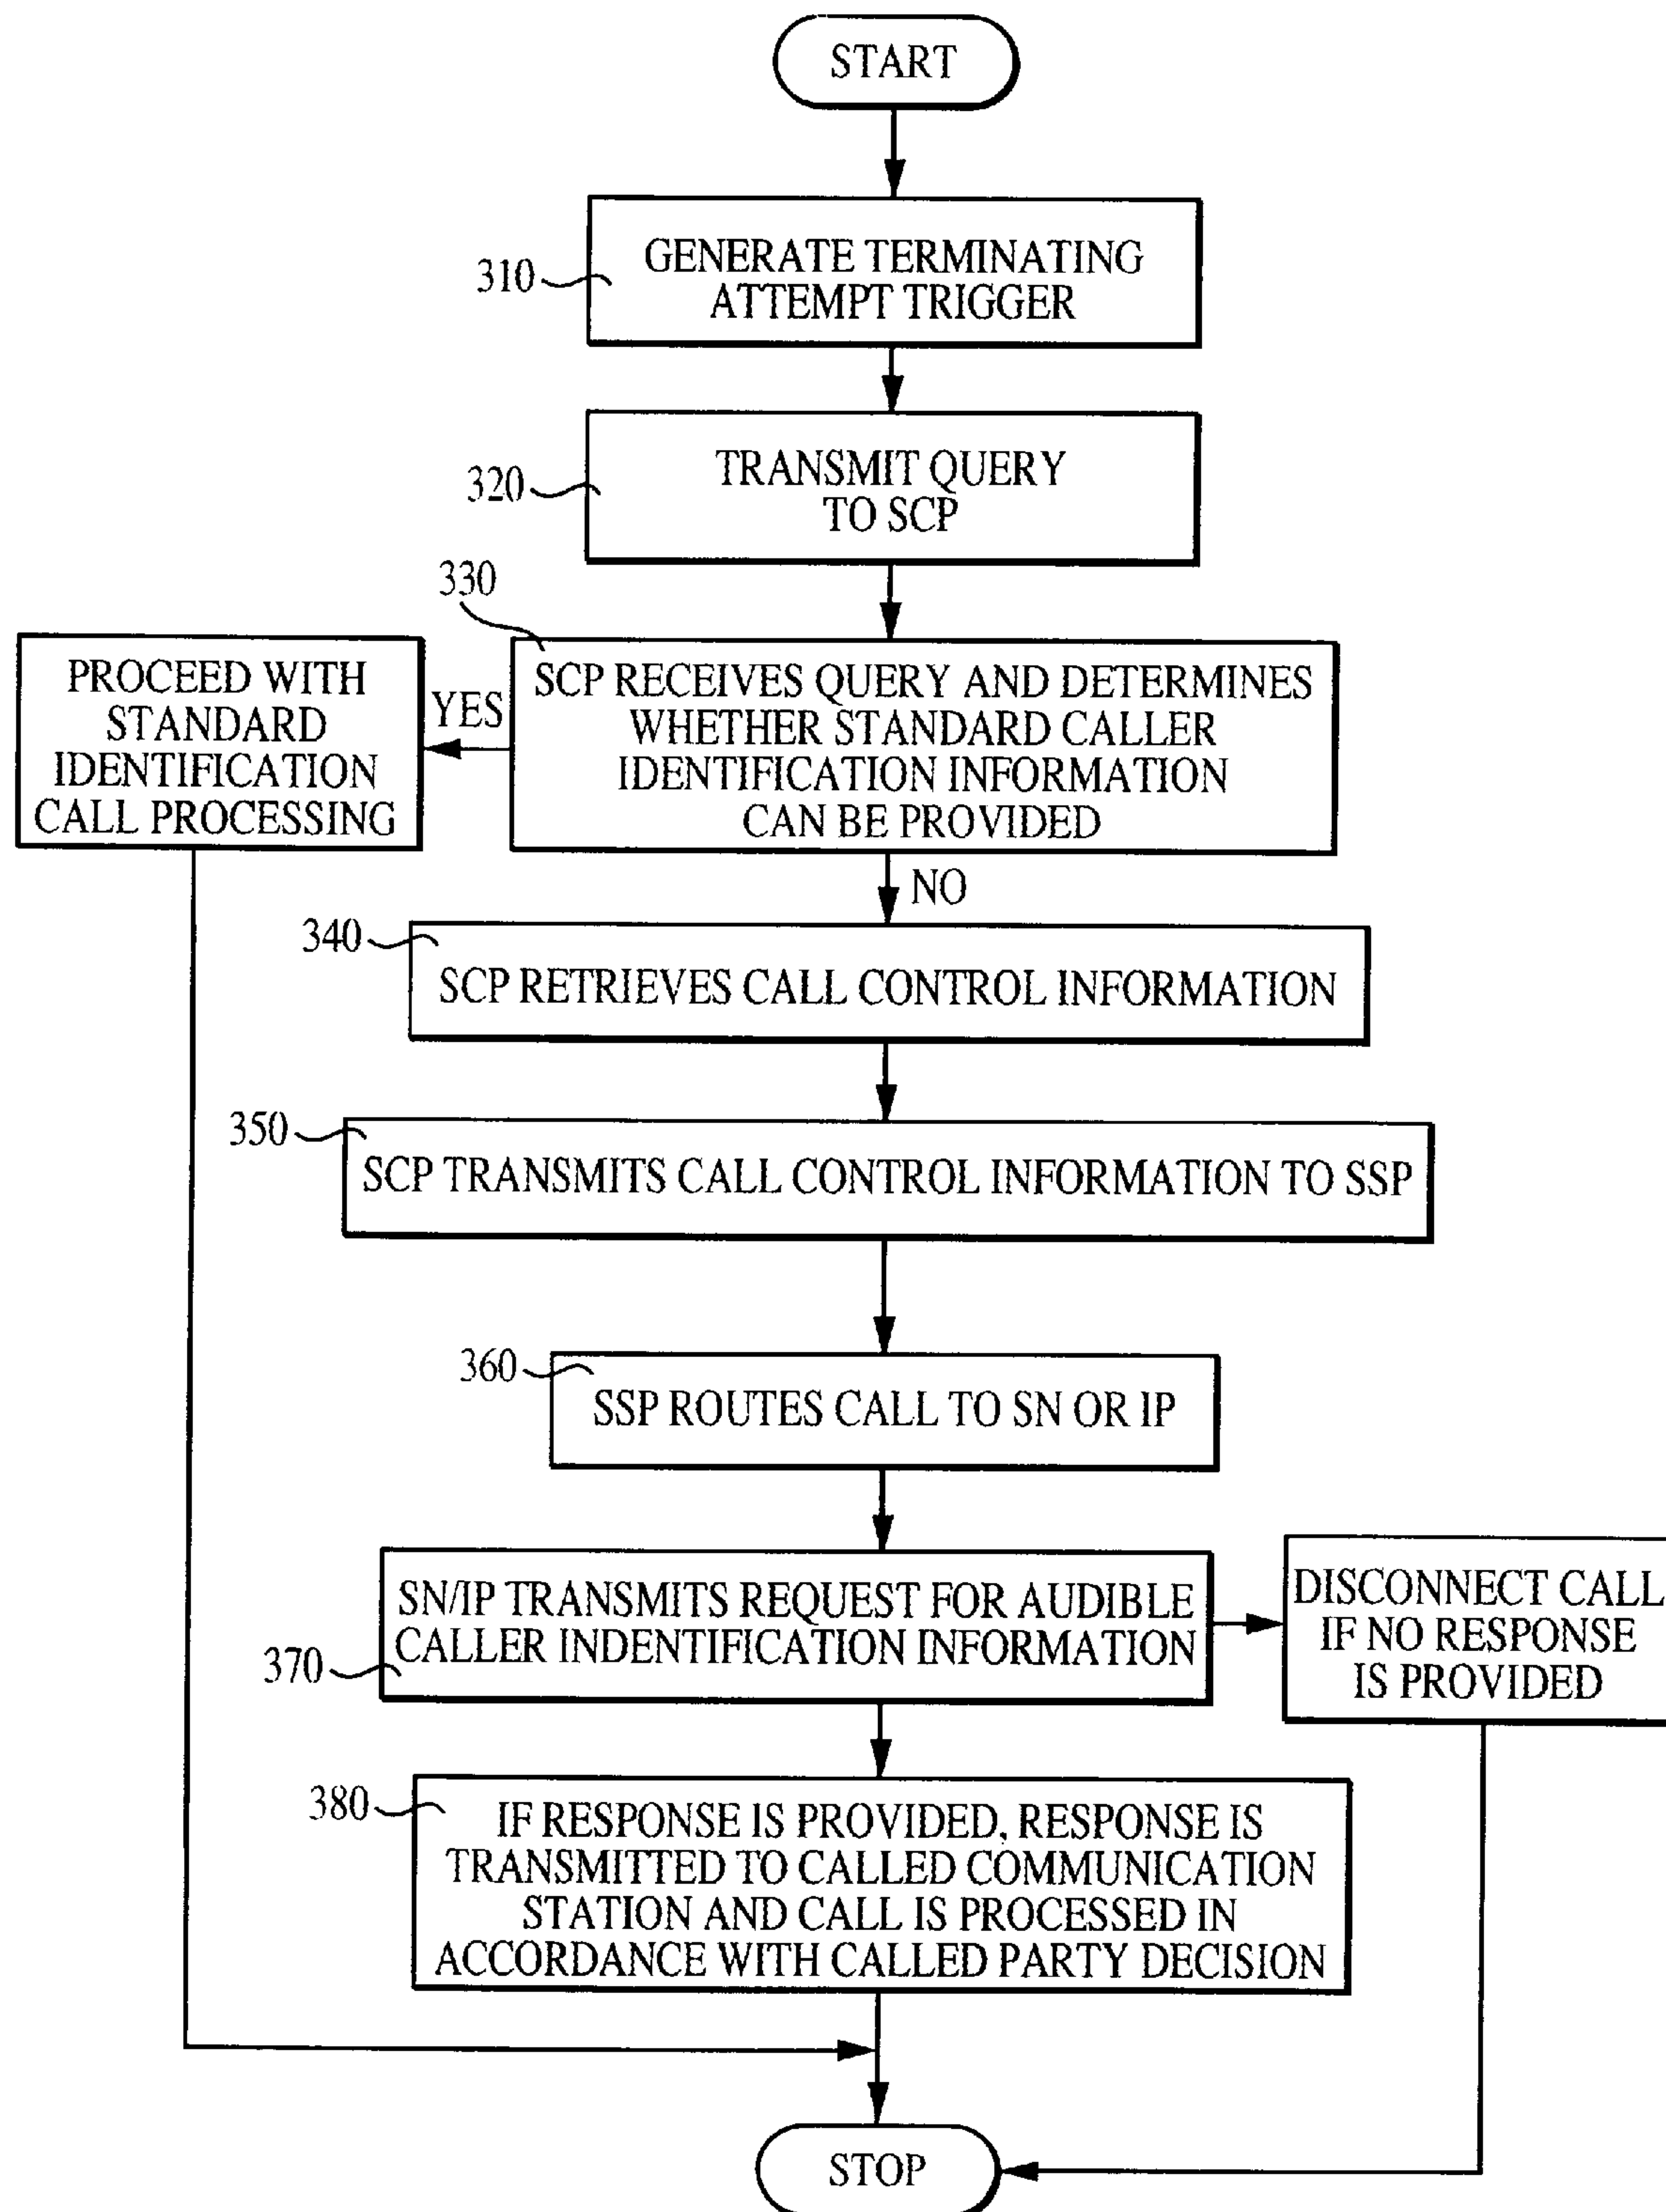 START
310
GENERATE TERMINATING
ATTEMPT TRIGGER
320
TRANSMIT QUERY
TO SCP
330
PROCEED WITH
STANDARD
IDENTIFICATION
CALL PROCESSING
YES
SCP RECEIVES QUERY AND DETERMINES
WHETHER STANDARD CALLER
IDENTIFICATION INFORMATION
CAN BE PROVIDED
NO
340
SCP RETRIEVES CALL CONTROL INFORMATION
350
SCP TRANSMITS CALL CONTROL INFORMATION TO SSP
360
SSP ROUTES CALL TO SN OR IP
370
SN/IP TRANSMITS REQUEST FOR AUDIBLE
CALLER INDENTIFICATION INFORMATION
DISCONNECT CALL
IF NO RESPONSE
IS PROVIDED
380
IF RESPONSE IS PROVIDED, RESPONSE IS
TRANSMITTED TO CALLED COMMUNICATION
STATION AND CALL IS PROCESSED IN
ACCORDANCE WITH CALLED PARTY DECISION
STOP